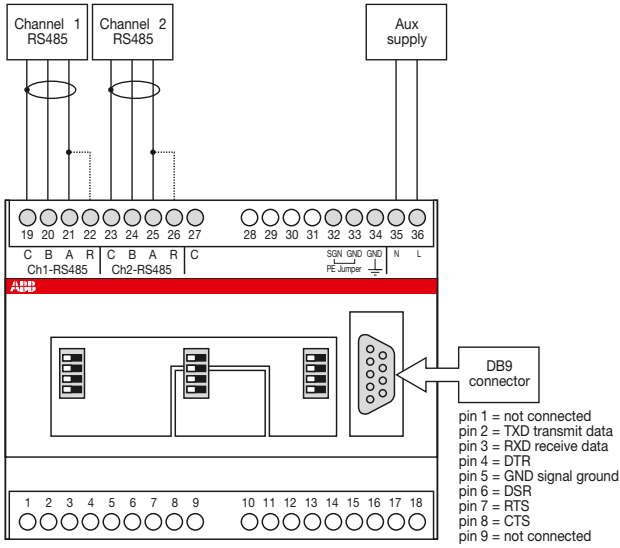 Channel 1
RS485
Channel 2
RS485
Aux
supply
19 20 21 22 23 24 25 26 27 28 29 30 31 32 33 34 35 36
C B A R C B A R C SGN GND GND N L
Ch1-RS485 Ch2-RS485 PE Jumper
ABB
DB9
connector
pin 1 = not connected
pin 2 = TXD transmit data
pin 3 = RXD receive data
pin 4 = DTR
pin 5 = GND signal ground
pin 6 = DSR
pin 7 = RTS
pin 8 = CTS
pin 9 = not connected
1 2 3 4 5 6 7 8 9 10 11 12 13 14 15 16 17 18